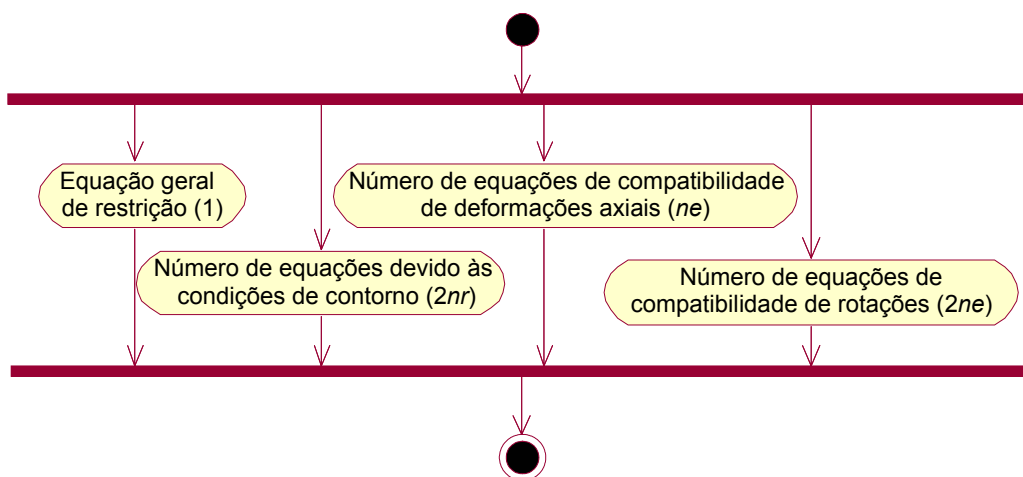 Equação geral
de restrição (1)
Número de equações de compatibilidade
de deformações axiais (ne)
Número de equações devido às
condições de contorno (2nr)
Número de equações de
compatibilidade de rotações (2ne)